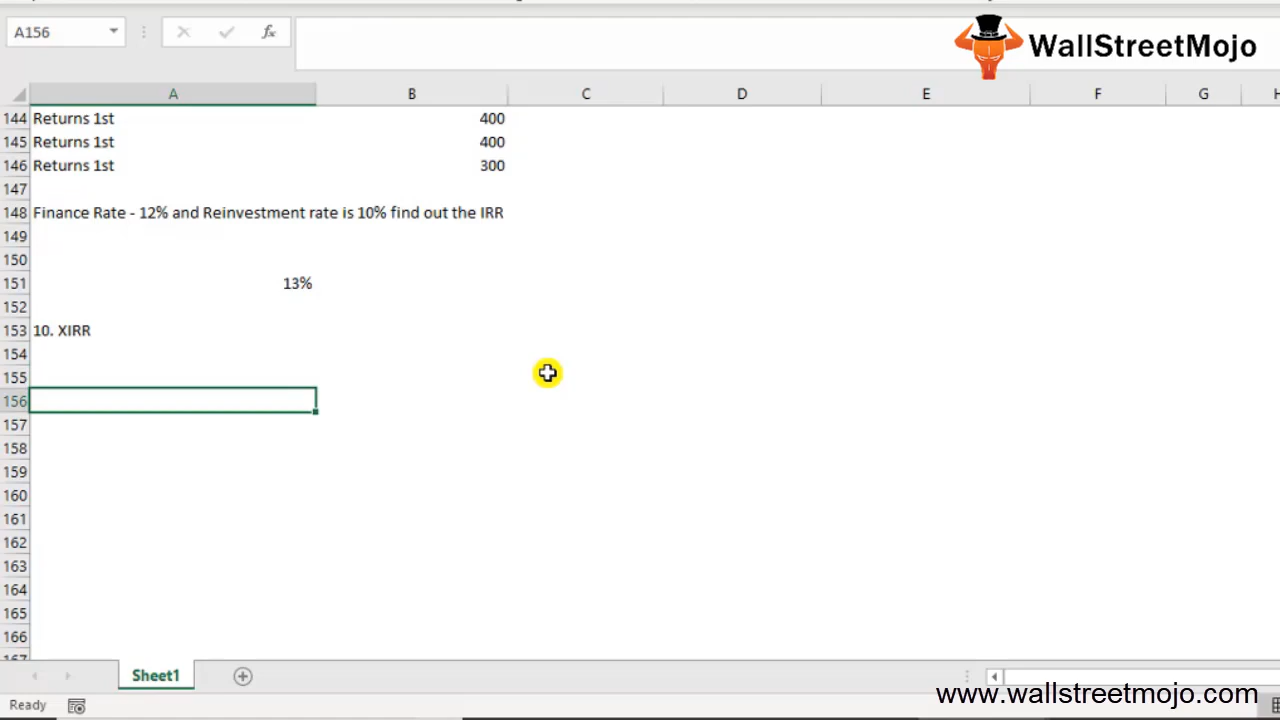 A156
fx
WallStreetMojo
A B C D E F G H
144 Returns 1st 400
145 Returns 1st 400
146 Returns 1st 300
147
148 Finance Rate - 12% and Reinvestment rate is 10% find out the IRR
149
150
151 13%
152
153 10. XIRR
154
155
156
157
158
159
160
161
162
163
164
165
166
167
Sheet1
www.wallstreetmojo.com
Ready